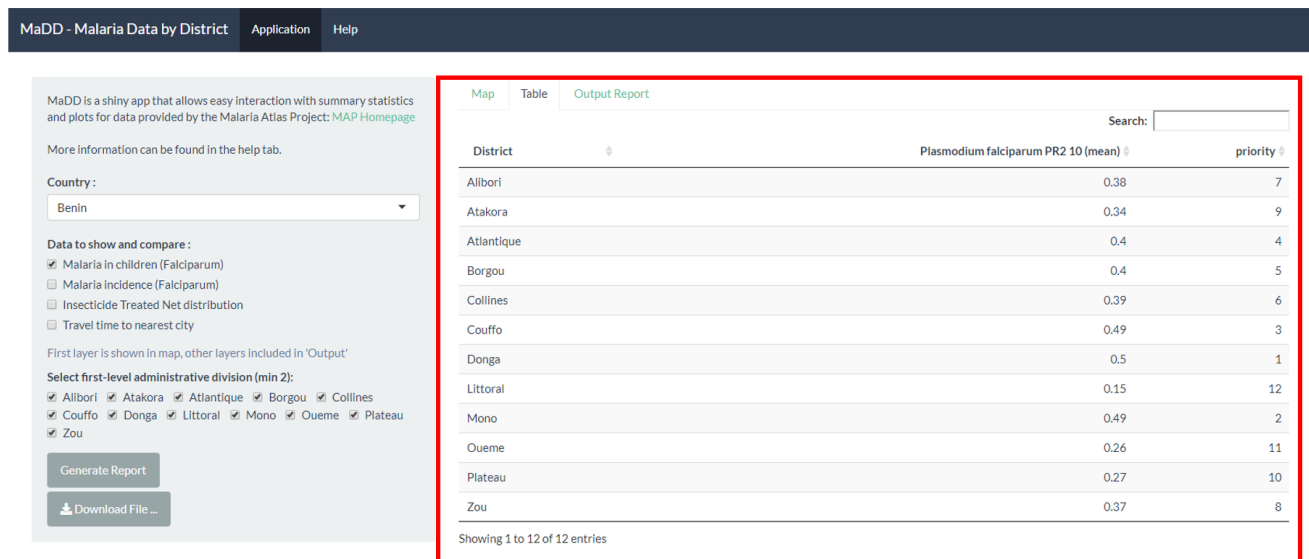 MaDD - Malaria Data by District Application Help
MaDD is a shiny app that allows easy interaction with summary statistics
and plots for data provided by the Malaria Atlas Project: MAP Homepage
More information can be found in the help tab.
Country :
Benin
Data to show and compare :
Malaria in children (Falciparum)
Malaria incidence (Falciparum)
Insecticide Treated Net distribution
Travel time to nearest city
First layer is shown in map, other layers included in 'Output'
Select first-level administrative division (min 2):
Alibori Atakora Atlantique Borgou Collines
Couffo Donga Littoral Mono Oueme Plateau
Zou
Generate Report
Download File ...
Map Table Output Report
Search:
District Plasmodium falciparum PR2 10 (mean) priority
Alibori 0.38 7
Atakora 0.34 9
Atlantique 0.4 4
Borgou 0.4 5
Collines 0.39 6
Couffo 0.49 3
Donga 0.5 1
Littoral 0.15 12
Mono 0.49 2
Oueme 0.26 11
Plateau 0.27 10
Zou 0.37 8
Showing 1 to 12 of 12 entries